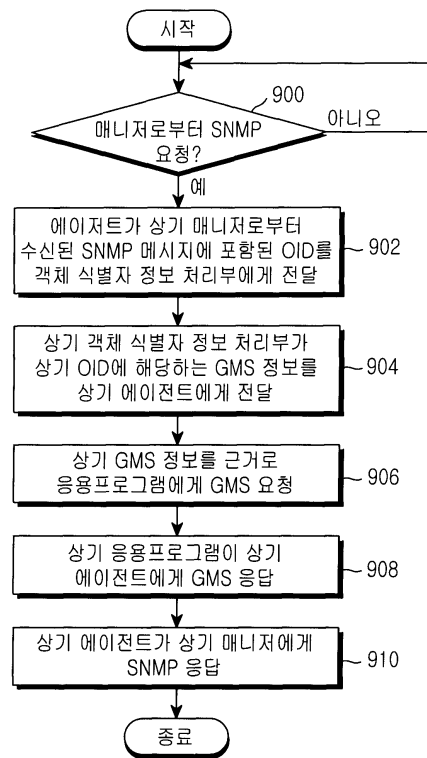 시작
900
매니저로부터 SNMP
요청?
아니오
예
에이저트가 상기 매니저로부터
수신된 SNMP 메시지에 포함된 OID를
객체 식별자 정보 처리부에게 전달
902
상기 객체 식별자 정보 처리부가
상기 OID에 해당하는 GMS 정보를
상기 에이전트에게 전달
904
상기 GMS 정보를 근거로
응용프로그램에게 GMS 요청
906
상기 응용프로그램이 상기
에이전트에게 GMS 응답
908
상기 에이전트가 상기 매니저에게
SNMP 응답
910
종료